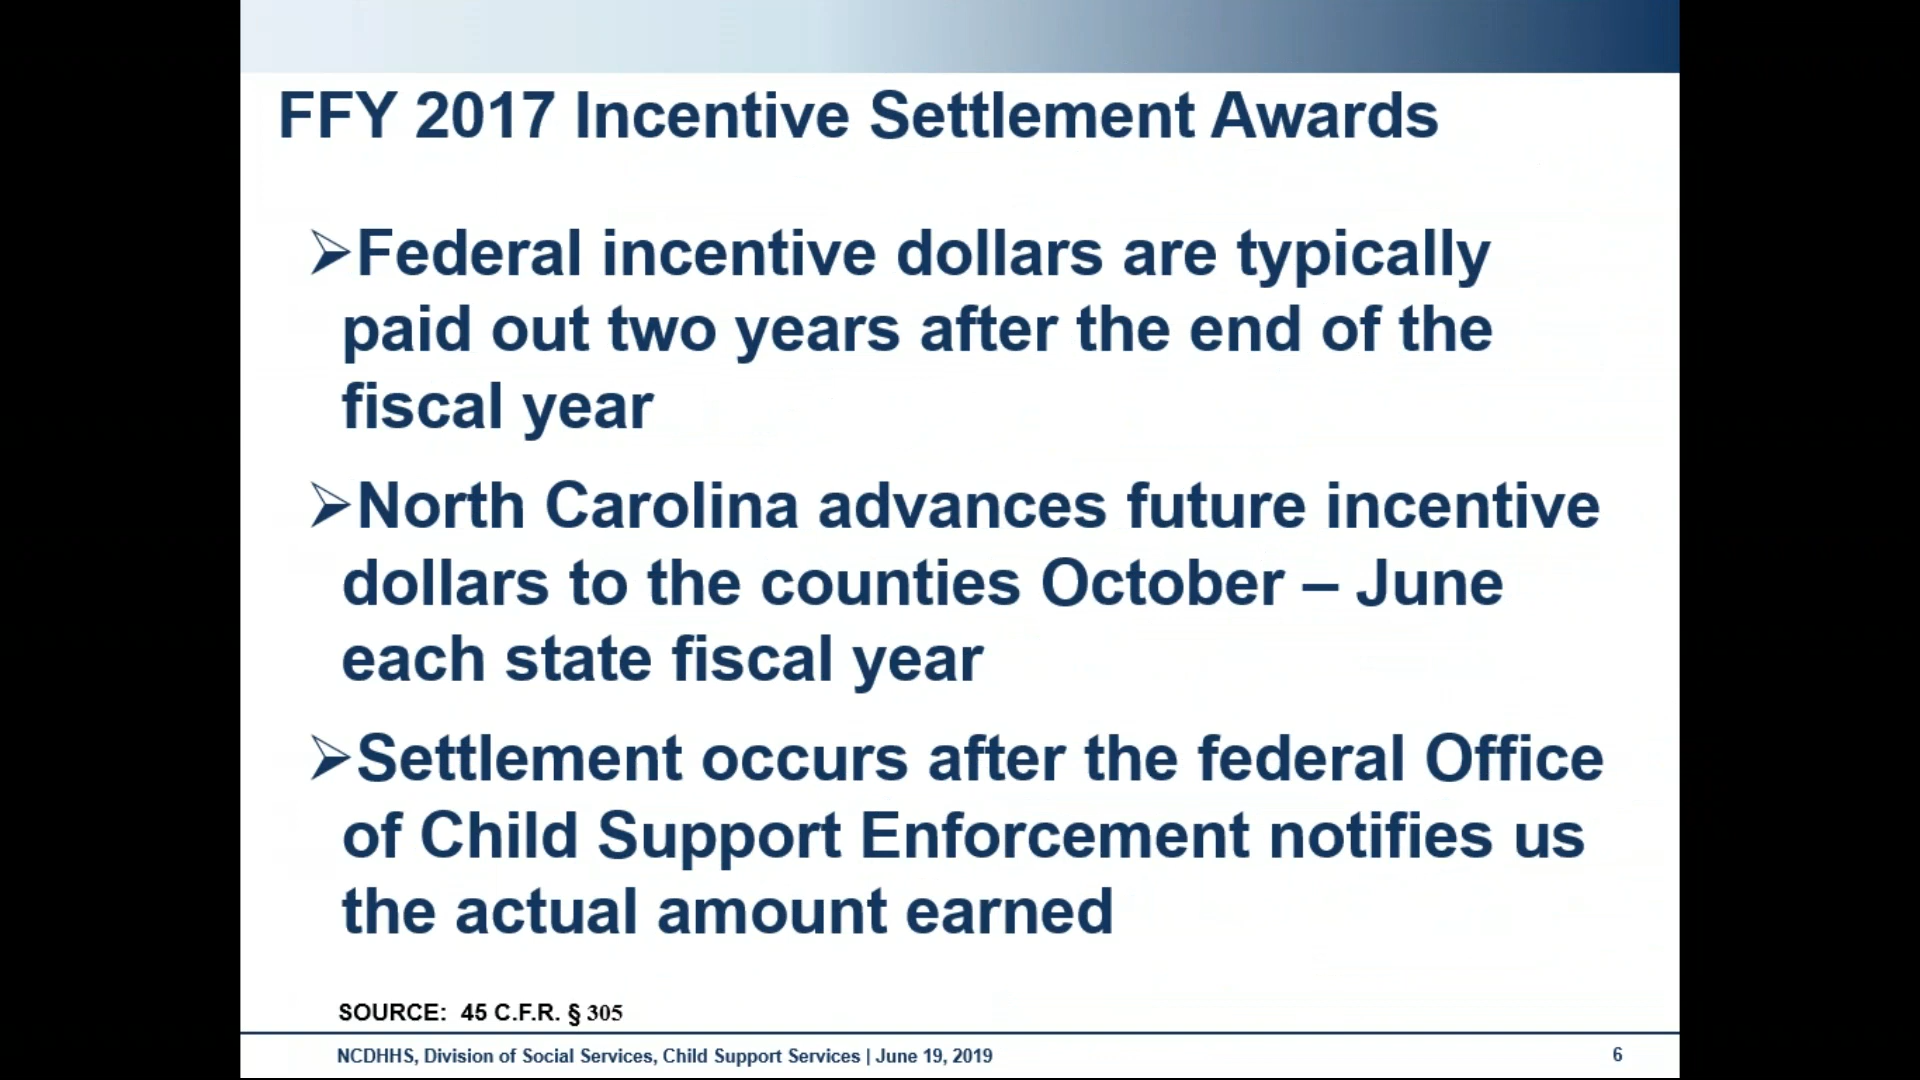 FFY 2017 Incentive Settlement Awards
➢Federal incentive dollars are typically
paid out two years after the end of the
fiscal year
➢North Carolina advances future incentive
dollars to the counties October – June
each state fiscal year
➢Settlement occurs after the federal Office
of Child Support Enforcement notifies us
the actual amount earned
SOURCE: 45 C.F.R. § 305
NCDHHS, Division of Social Services, Child Support Services | June 19, 2019
6